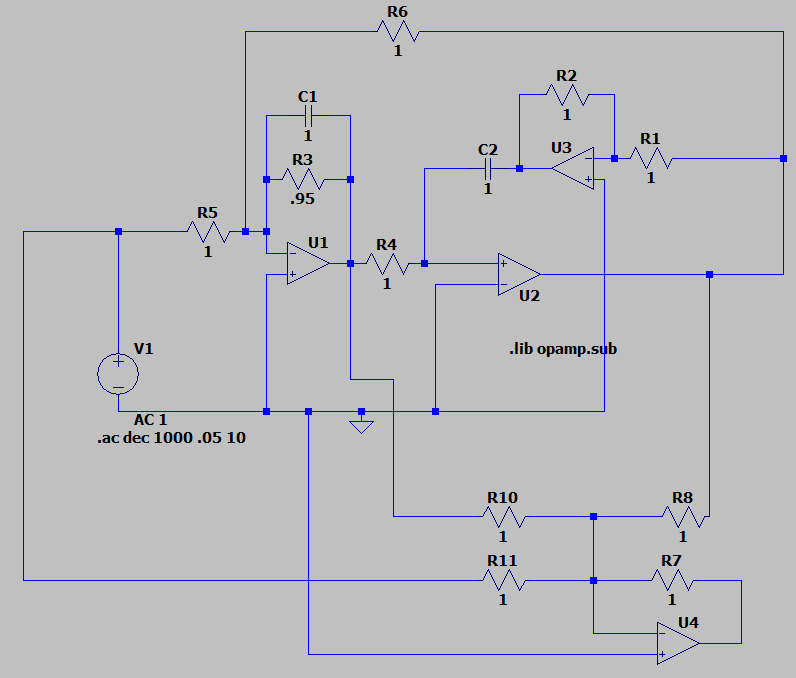 R6
1
R2
1
C1
1
U3
R1
1
C2
1
R3
.95
R5
1
U1
R4
1
U2
.lib opamp.sub
V1
AC 1
.ac dec 1000 .05 10
R10
1
R8
1
R11
1
R7
1
U4